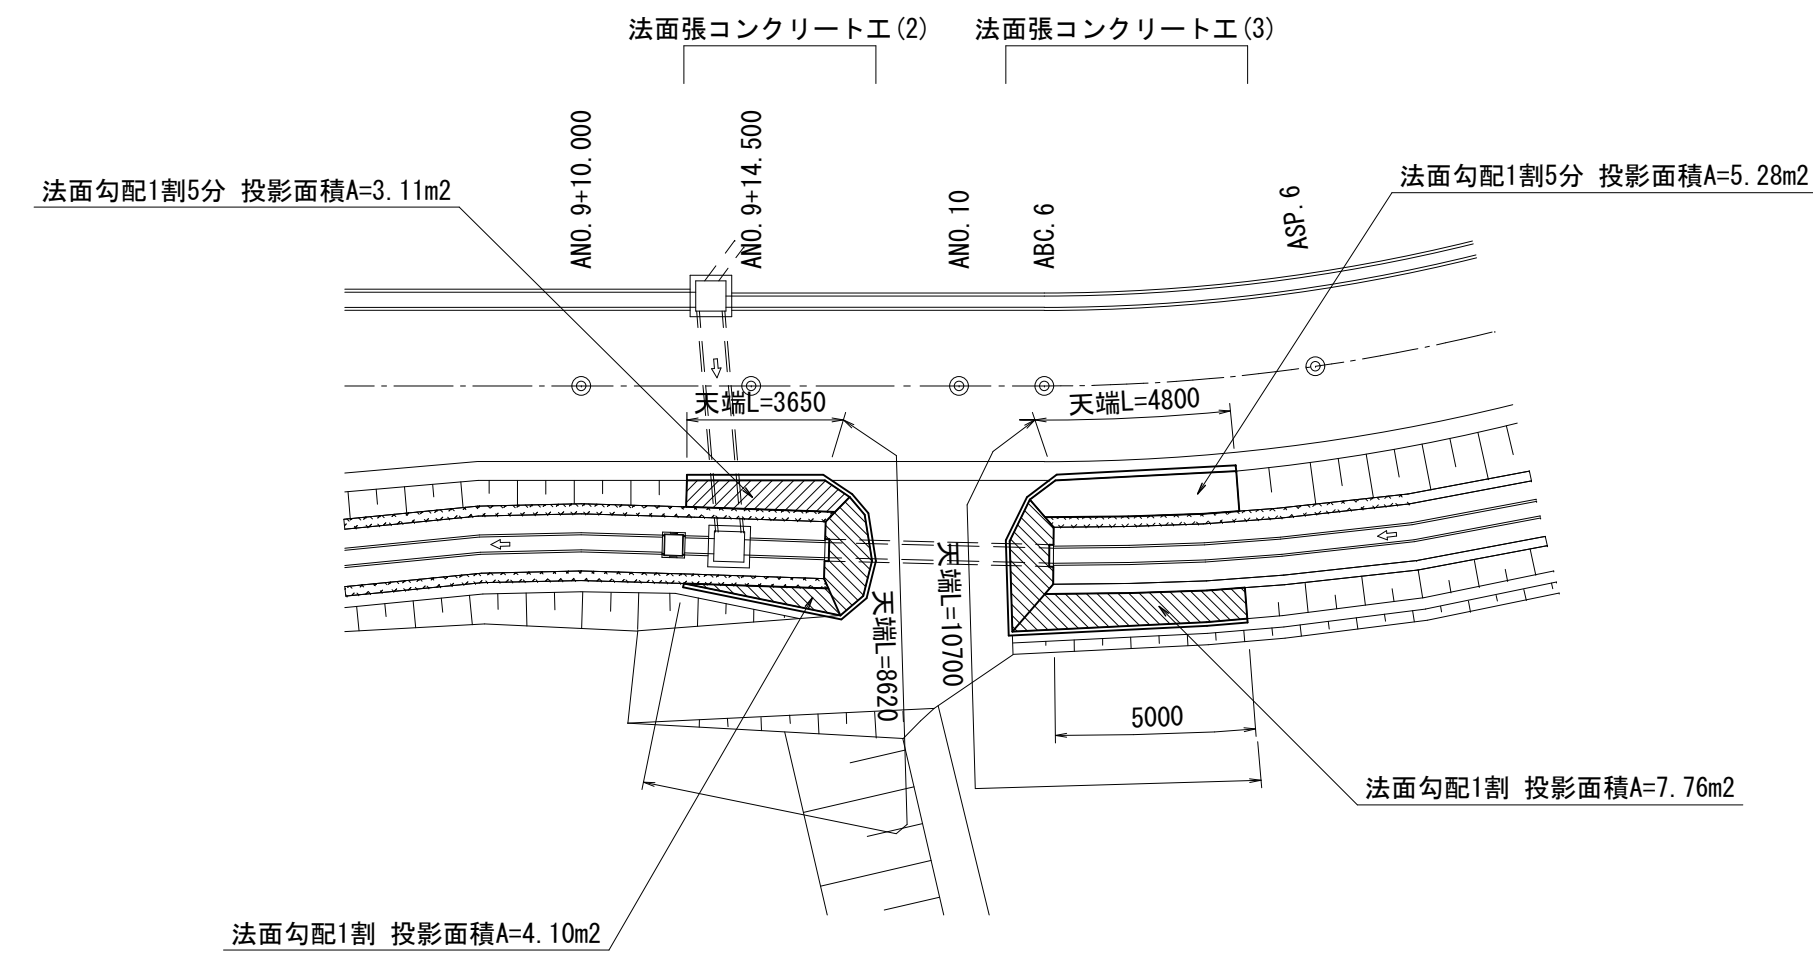 法面張コンクリート工(2)
法面張コンクリート工(3)
法面勾配1割5分 投影面積A=3.11m2
ANO.9+10.000
ANO.9+14.500
ANO.10
ABC.6
ASP.6
法面勾配1割5分 投影面積A=5.28m2
天端L=3650
天端L=4800
天端L=8620
天端L=10700
5000
法面勾配1割 投影面積A=7.76m2
法面勾配1割 投影面積A=4.10m2